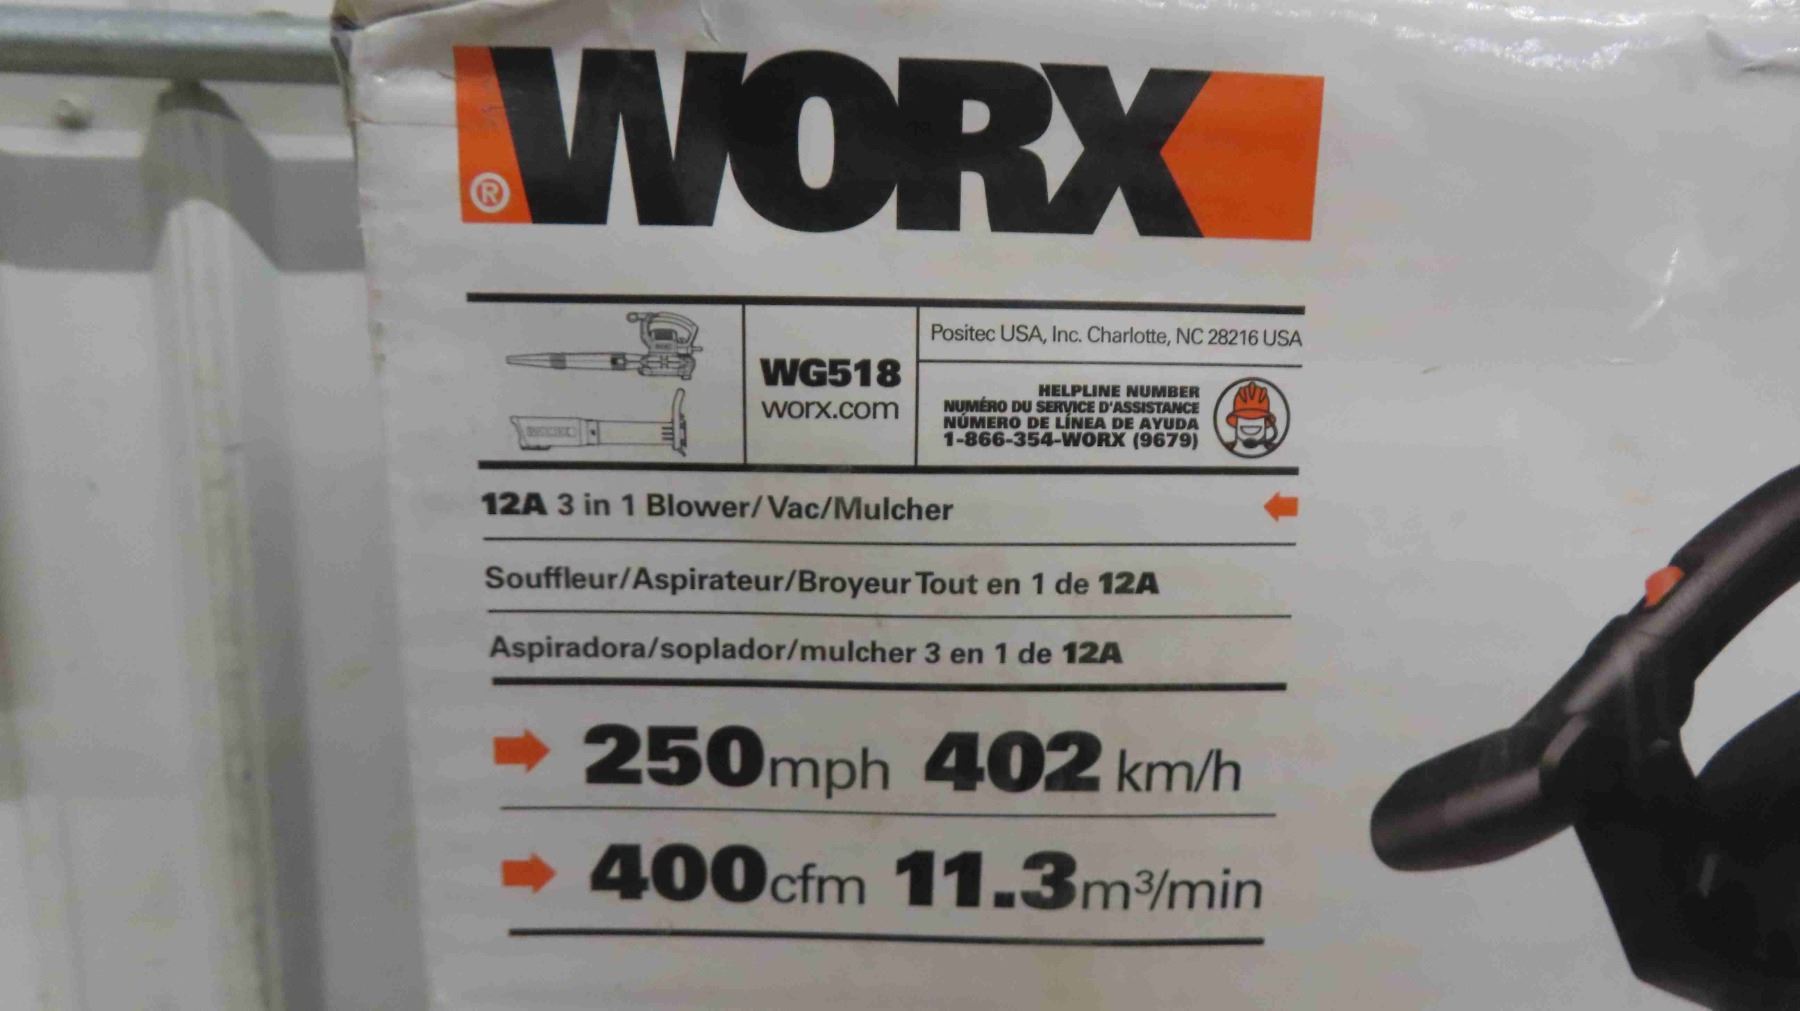 WORX
®
WG518
worx.com
Positec USA, Inc. Charlotte, NC 28216 USA
HELPLINE NUMBER
NUMÉRO DU SERVICE D'ASSISTANCE
NÚMERO DE LÍNEA DE AYUDA
1-866-354-WORX (9679)
12A 3 in 1 Blower/Vac/Mulcher
Souffleur/Aspirateur/Broyeur Tout en 1 de 12A
Aspiradora/soplador/mulcher 3 en 1 de 12A
250mph 402 km/h
400cfm 11.3m³/min